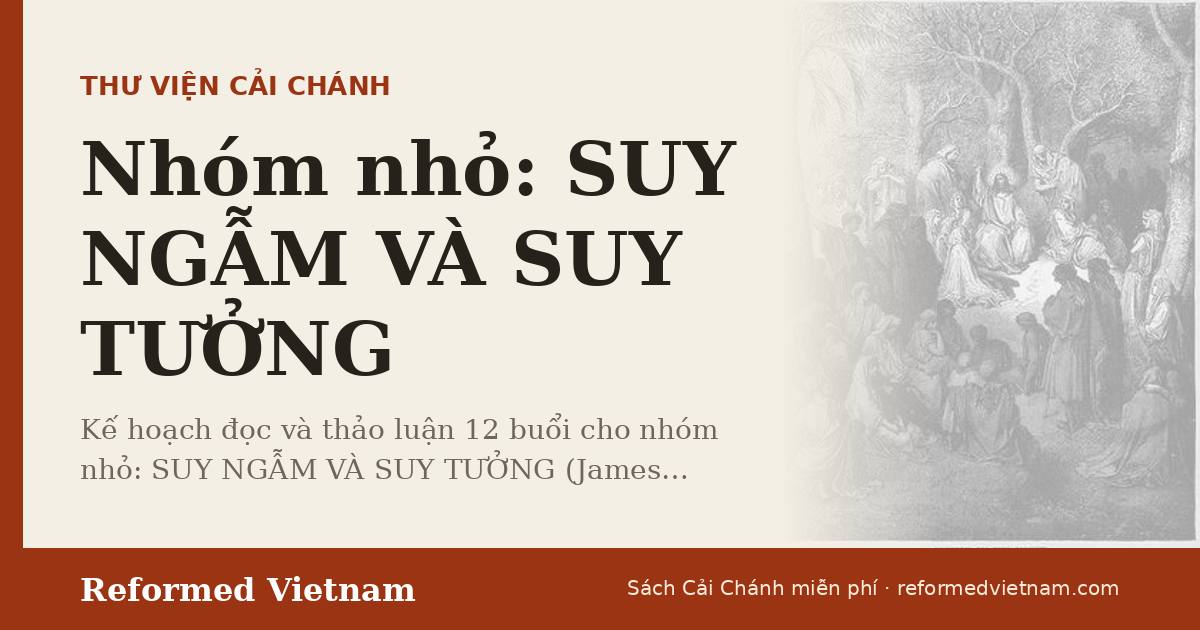 THƯ VIỆN CẢI CHÁNH
Nhóm nhỏ: SUY
NGẪM VÀ SUY
TƯỞNG
Kế hoạch đọc và thảo luận 12 buổi cho nhóm
nhỏ: SUY NGẪM VÀ SUY TƯỞNG (James…
Reformed Vietnam
Sách Cải Chánh miễn phí · reformedvietnam.com